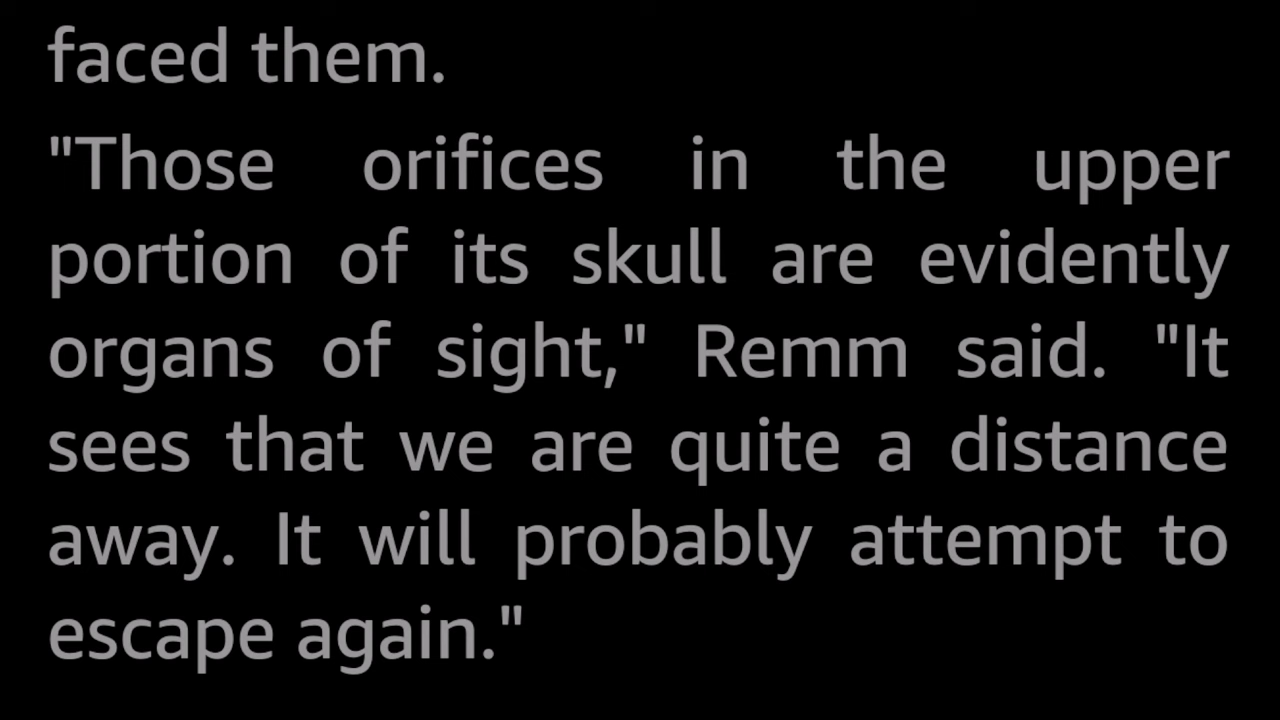 faced them.
"Those orifices in the upper
portion of its skull are evidently
organs of sight," Remm said. "It
sees that we are quite a distance
away. It will probably attempt to
escape again."